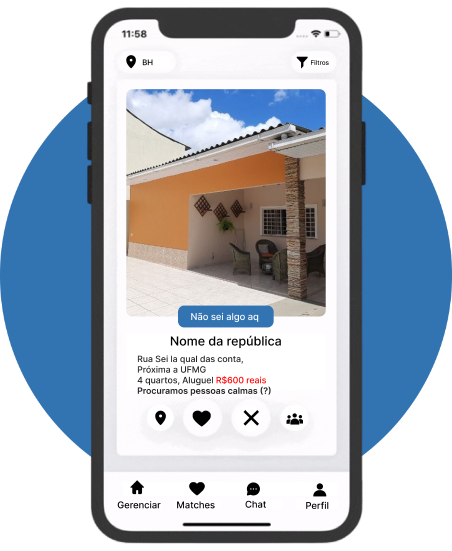 11:58
BH
Filtros
Não sei algo aq
Nome da república
Rua Sei la qual das conta,
Próxima a UFMG
4 quartos, Aluguel R$600 reais
Procuramos pessoas calmas (?)
Gerenciar Matches Chat Perfil